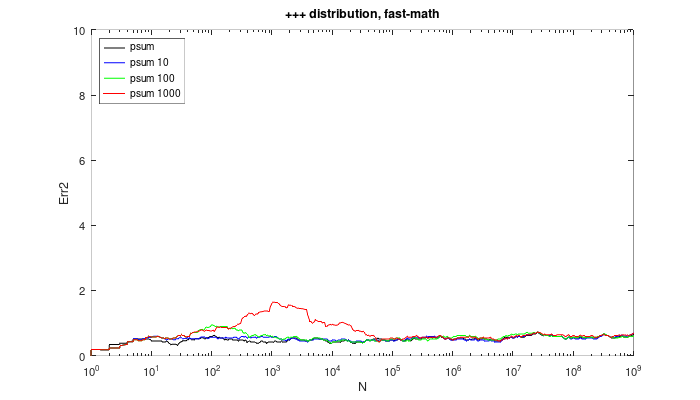 +++ distribution, fast-math
10
8
6
4
2
0
Err2
psum
psum 10
psum 100
psum 1000
10^0 10^1 10^2 10^3 10^4 10^5 10^6 10^7 10^8 10^9
N